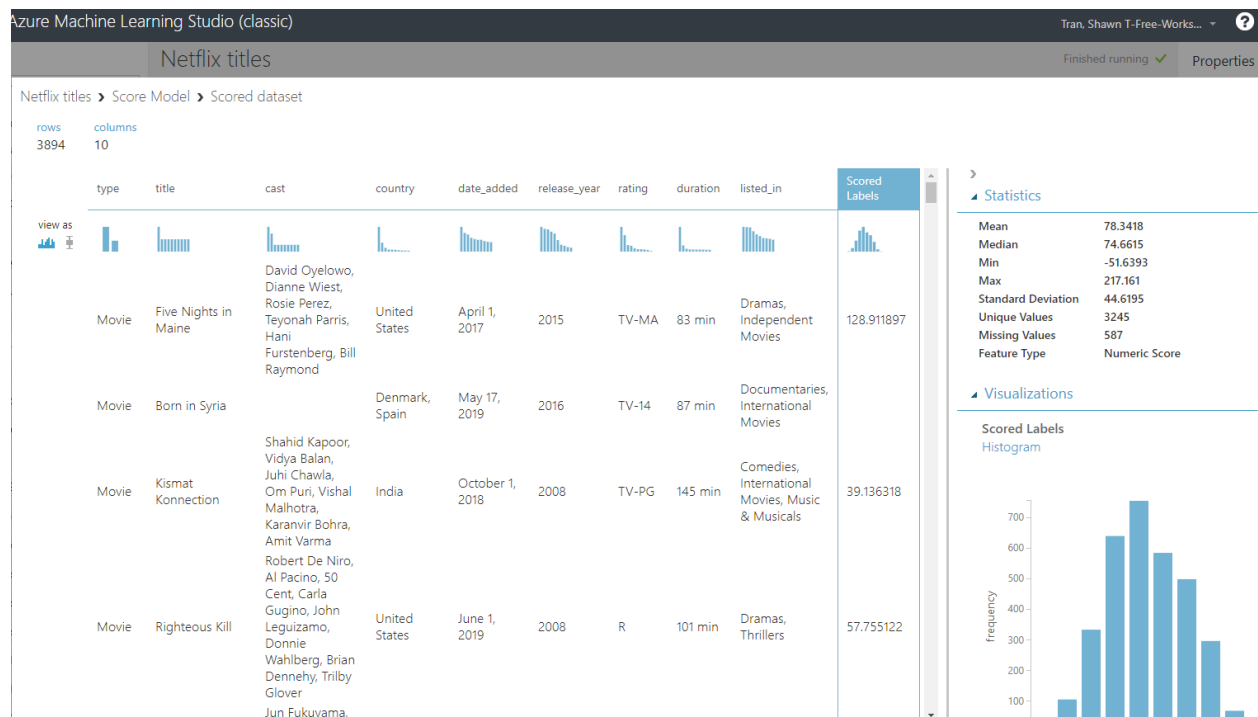 Azure Machine Learning Studio (classic)
Tran, Shawn T-Free-Works...
?
Netflix titles
Finished running
Properties
Netflix titles > Score Model > Scored dataset
rows
columns
3894
10
type
title
cast
country
date_added
release_year
rating
duration
listed_in
Scored
Labels
view as
Movie
Five Nights in
Maine
David Oyelowo,
Dianne Wiest,
Rosie Perez,
Teyonah Parris,
Hani
Furstenberg, Bill
Raymond
United
States
April 1,
2017
2015
TV-MA
83 min
Dramas,
Independent
Movies
128.911897
Movie
Born in Syria
Denmark,
Spain
May 17,
2019
2016
TV-14
87 min
Documentaries,
International
Movies
Movie
Kismat
Konnection
Shahid Kapoor,
Vidya Balan,
Juhi Chawla,
Om Puri, Vishal
Malhotra,
Karanvir Bohra,
Amit Varma
India
October 1,
2018
2008
TV-PG
145 min
Comedies,
International
Movies, Music
& Musicals
39.136318
Movie
Righteous Kill
Robert De Niro,
Al Pacino, 50
Cent, Carla
Gugino, John
Leguizamo,
Donnie
Wahlberg, Brian
Dennehy, Trilby
Glover
United
States
June 1,
2019
2008
R
101 min
Dramas,
Thrillers
57.755122
Jun Fukuyama,
Statistics
Mean 78.3418
Median 74.6615
Min -51.6393
Max 217.161
Standard Deviation 44.6195
Unique Values 3245
Missing Values 587
Feature Type Numeric Score
Visualizations
Scored Labels
Histogram
700
600
500
400
300
200
100
frequency